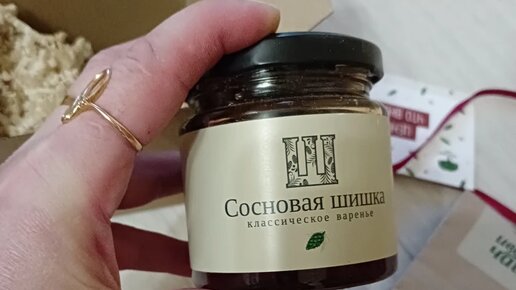 Ш
Сосновая шишка
классическое варенье